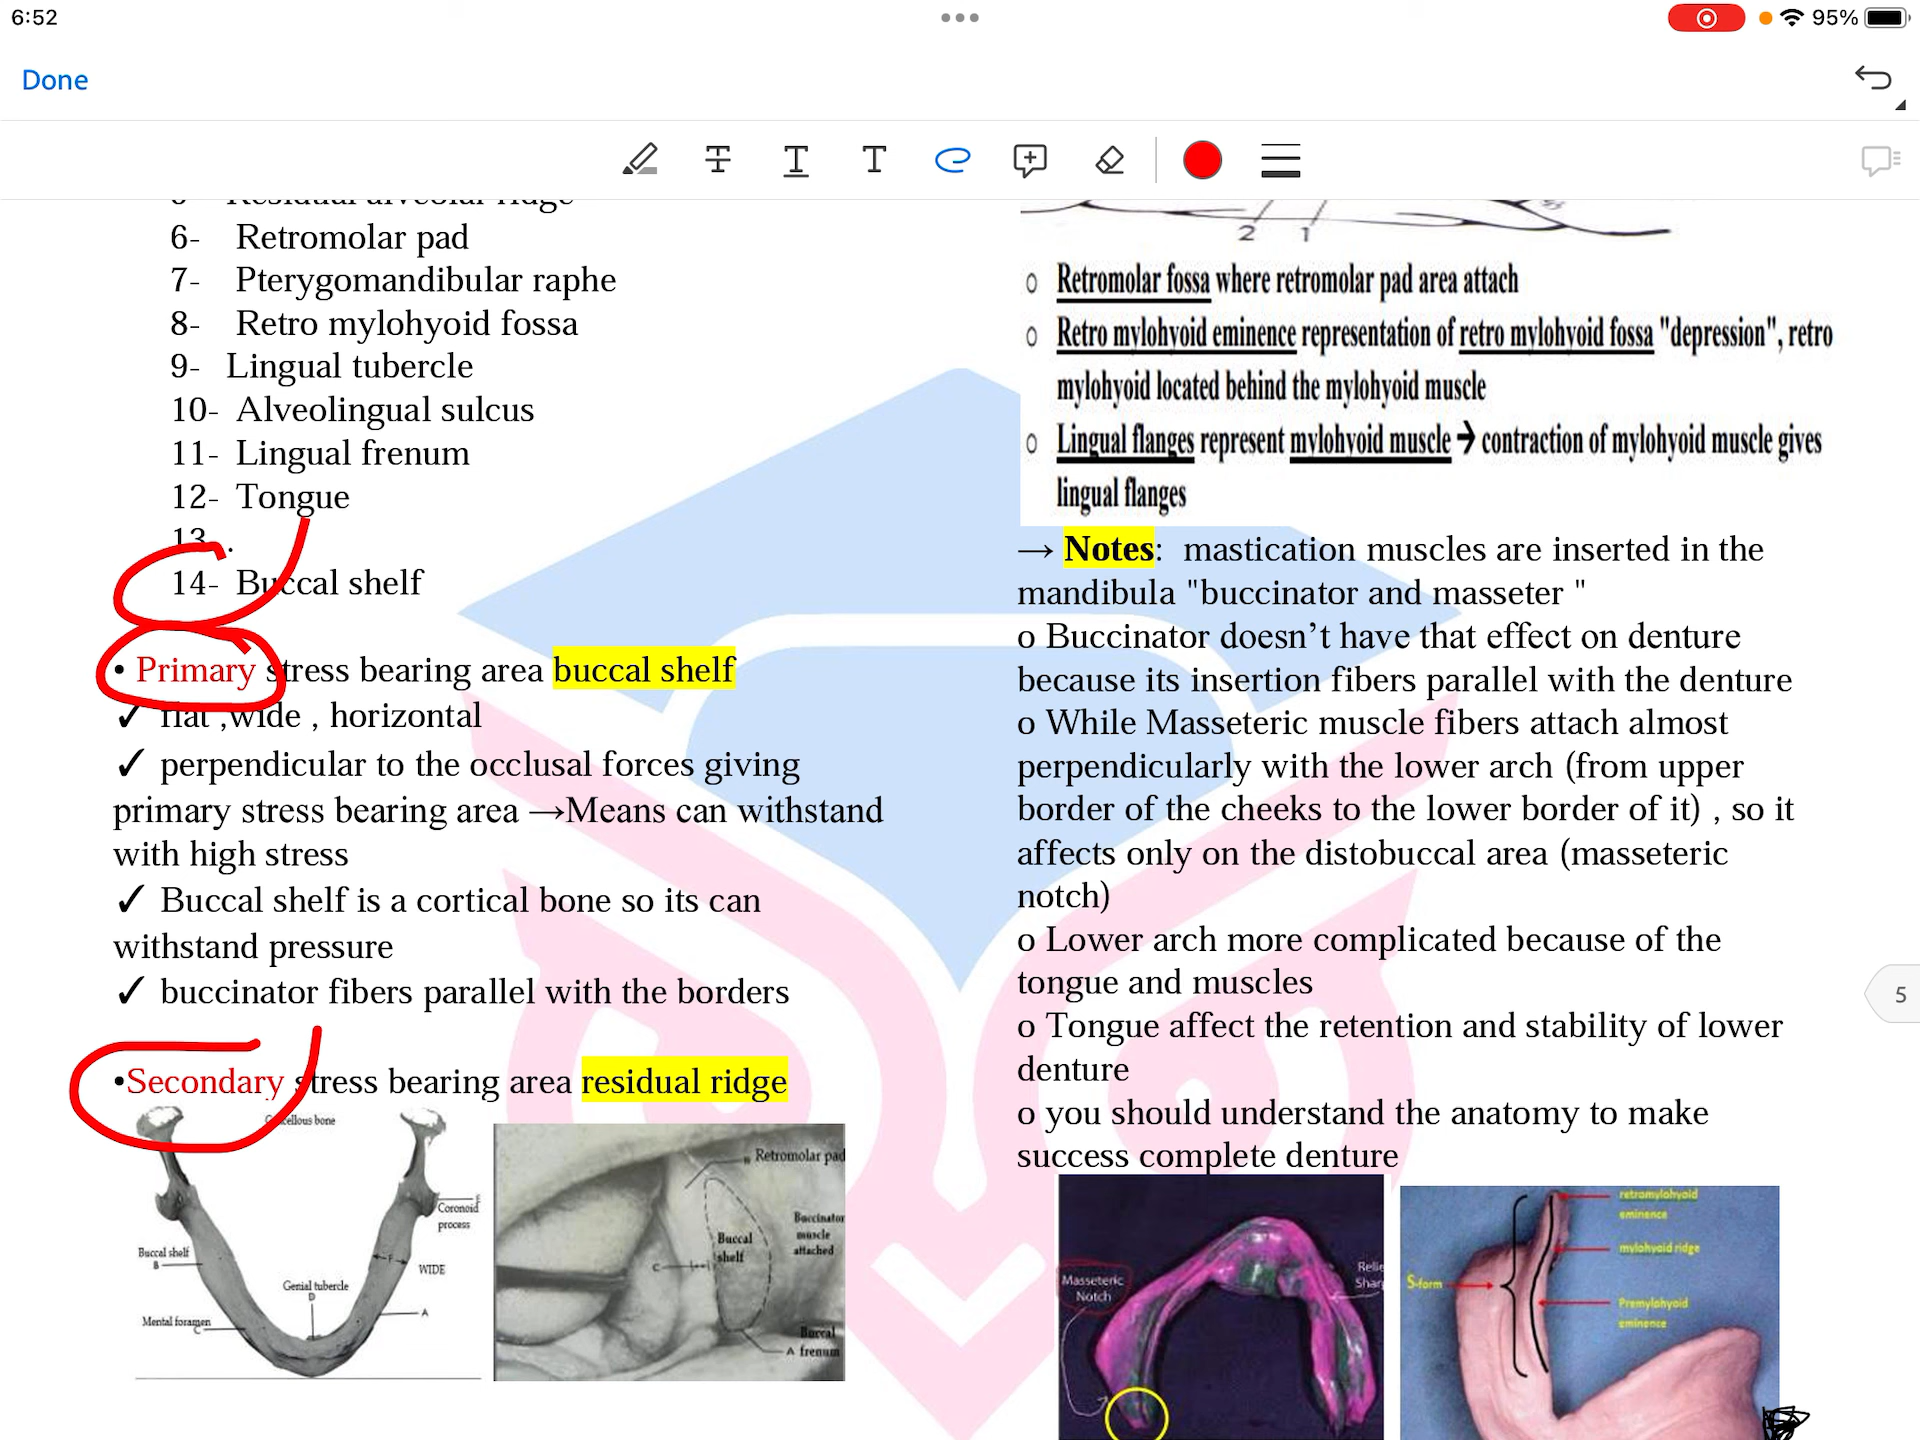 6:52
95%
Done
Residual alveolar ridge
6- Retromolar pad
7- Pterygomandibular raphe
8- Retro mylohyoid fossa
9- Lingual tubercle
10- Alveolingual sulcus
11- Lingual frenum
12- Tongue
13 .
14- Buccal shelf
• Primary stress bearing area buccal shelf
✓ flat ,wide , horizontal
✓ perpendicular to the occlusal forces giving
primary stress bearing area →Means can withstand
with high stress
✓ Buccal shelf is a cortical bone so its can
withstand pressure
✓ buccinator fibers parallel with the borders
•Secondary stress bearing area residual ridge
bone
Coronoid
process
Buccal shelf
B
F
WIDE
Genial tubercle
D
A
Mental foramen
C
Retromolar pad
Buccinator
muscle
attached
Buccal
shelf
C
Buccal
A frenum
2 1
o Retromolar fossa where retromolar pad area attach
o Retro mylohyoid eminence representation of retro mylohyoid fossa "depression", retro
mylohyoid located behind the mylohyoid muscle
o Lingual flanges represent mylohyoid muscle → contraction of mylohyoid muscle gives
lingual flanges
→ Notes: mastication muscles are inserted in the
mandibula "buccinator and masseter "
o Buccinator doesn’t have that effect on denture
because its insertion fibers parallel with the denture
o While Masseteric muscle fibers attach almost
perpendicularly with the lower arch (from upper
border of the cheeks to the lower border of it) , so it
affects only on the distobuccal area (masseteric
notch)
o Lower arch more complicated because of the
tongue and muscles
o Tongue affect the retention and stability of lower
denture
o you should understand the anatomy to make
success complete denture
Masseteric
Notch
Relie
Shar
retromylohyoid
eminence
mylohyoid ridge
S-form
Premylohyoid
eminence
5